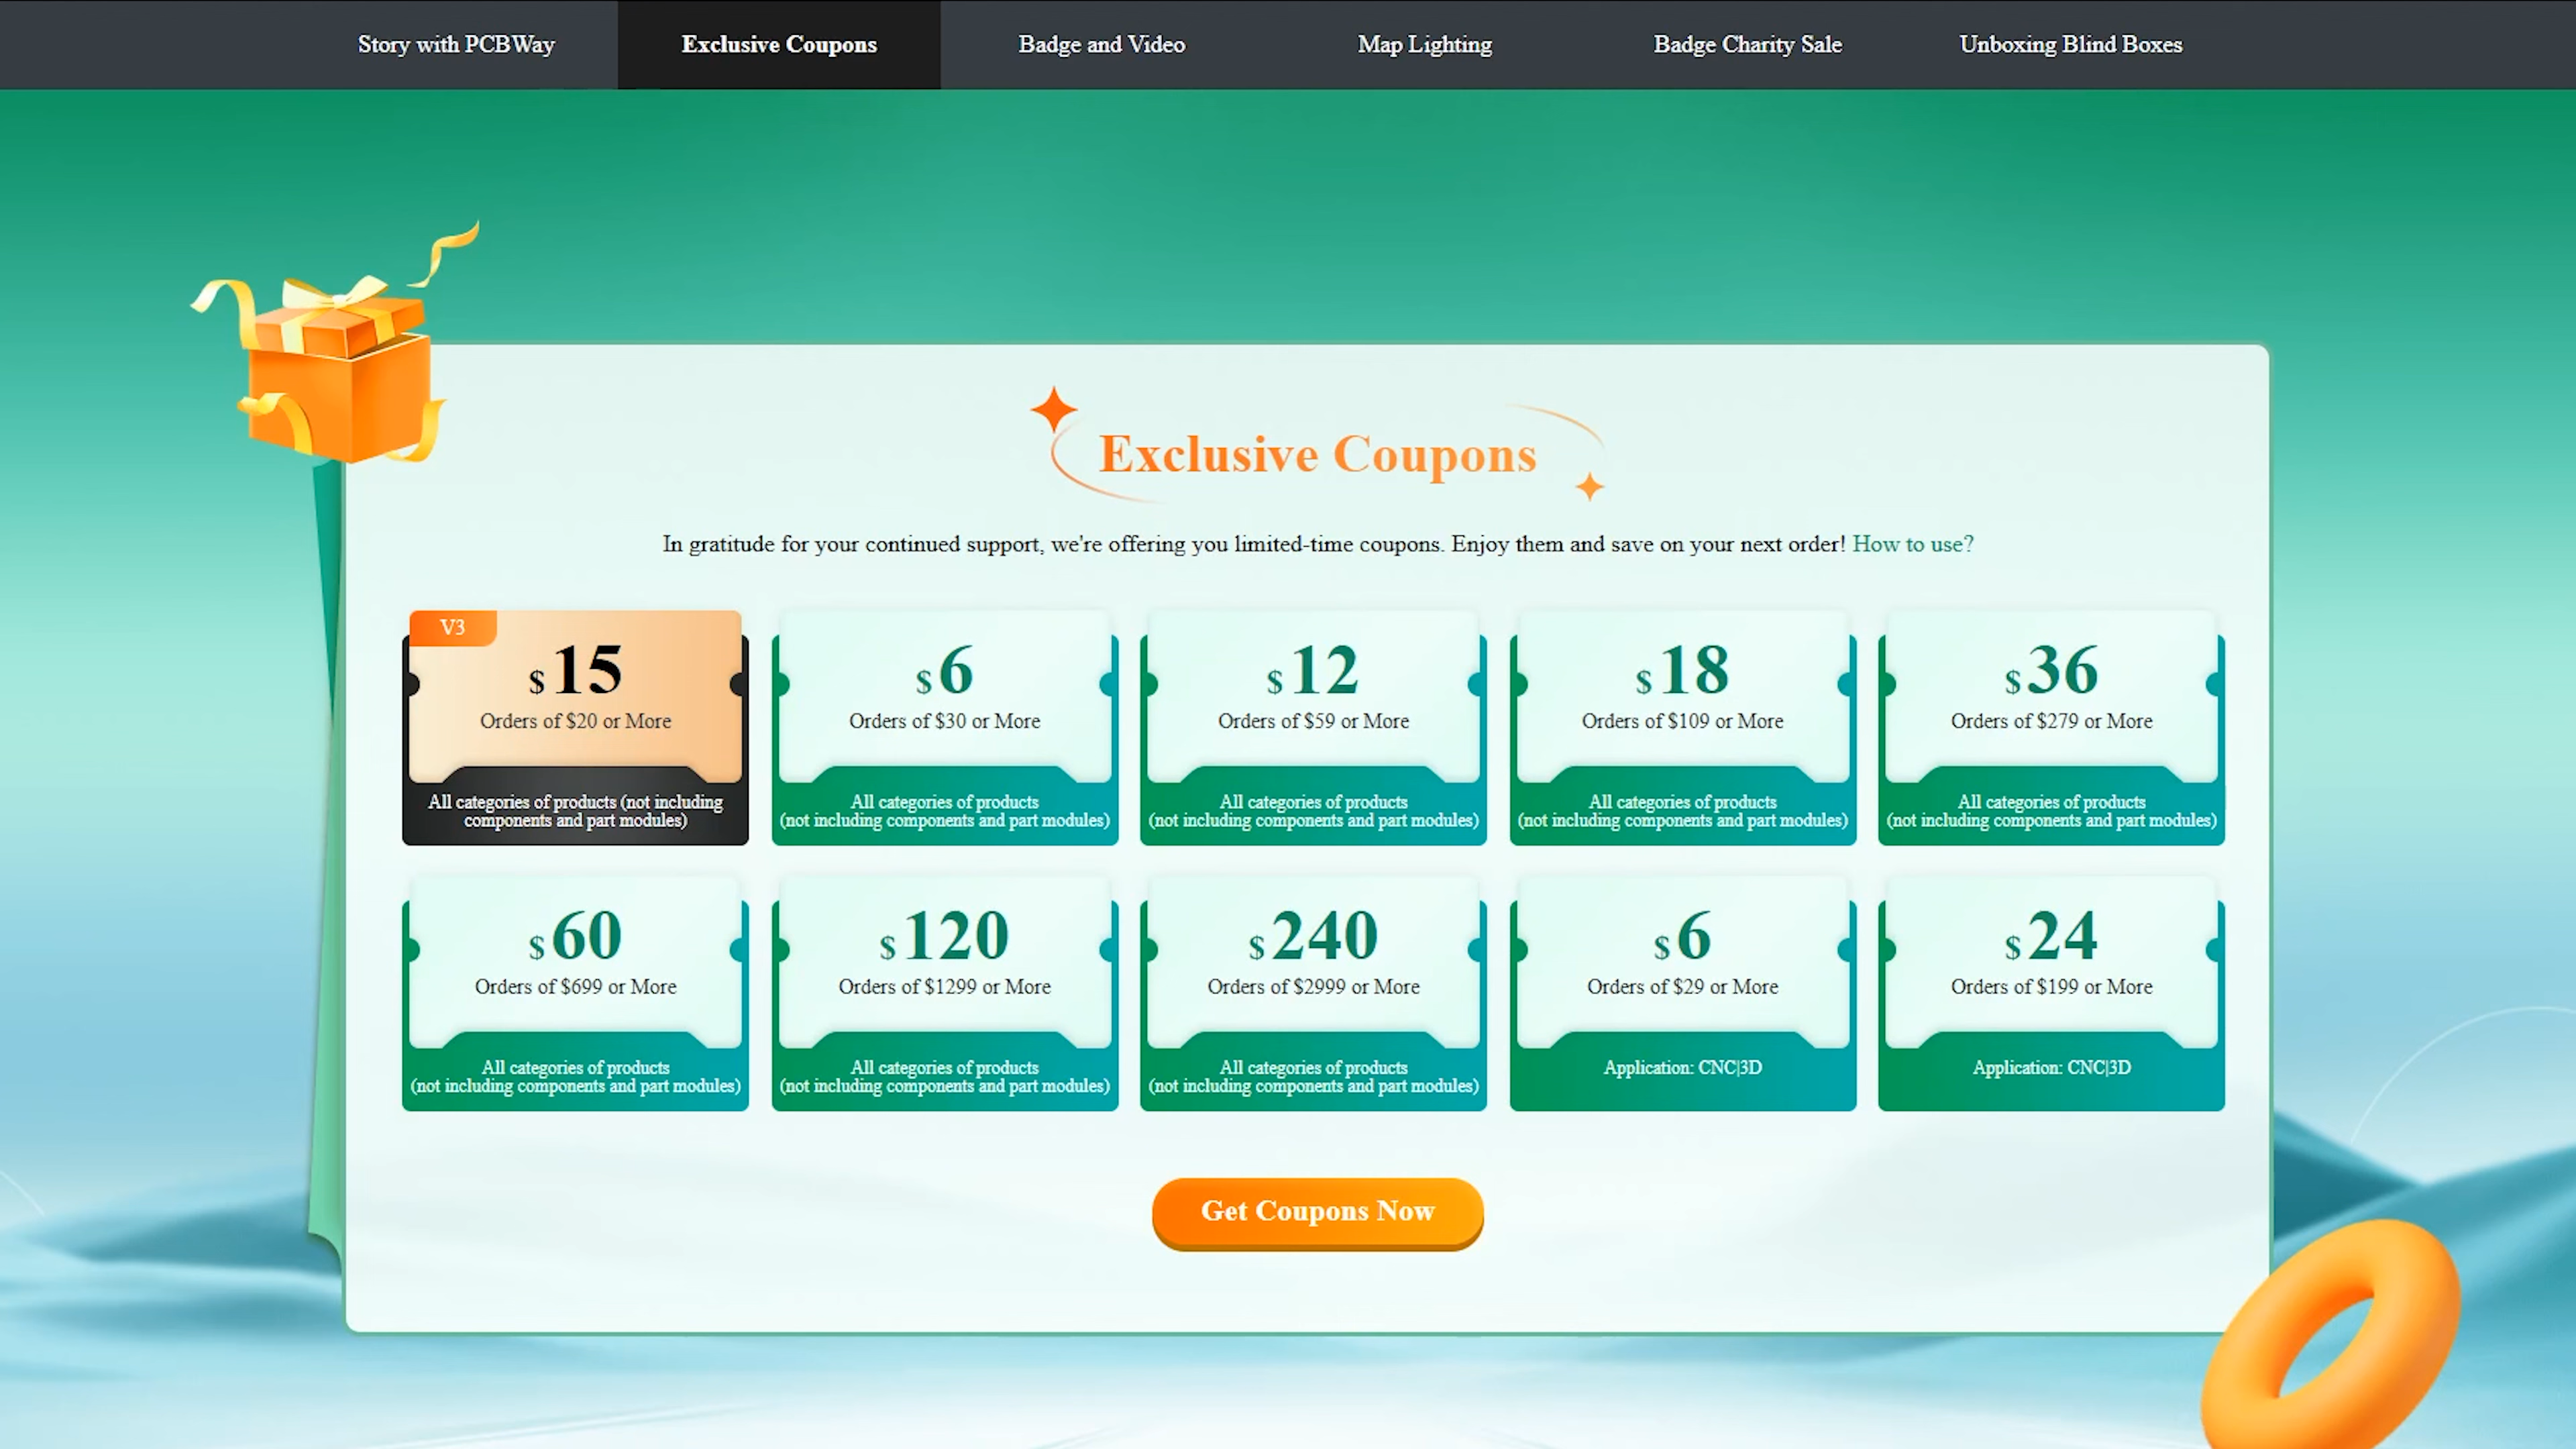 Story with PCBWay
Exclusive Coupons
Badge and Video
Map Lighting
Badge Charity Sale
Unboxing Blind Boxes
Exclusive Coupons
In gratitude for your continued support, we're offering you limited-time coupons. Enjoy them and save on your next order! How to use?
V3
$15
Orders of $20 or More
All categories of products (not including
components and part modules)
$6
Orders of $30 or More
All categories of products
(not including components and part modules)
$12
Orders of $59 or More
All categories of products
(not including components and part modules)
$18
Orders of $109 or More
All categories of products
(not including components and part modules)
$36
Orders of $279 or More
All categories of products
(not including components and part modules)
$60
Orders of $699 or More
All categories of products
(not including components and part modules)
$120
Orders of $1299 or More
All categories of products
(not including components and part modules)
$240
Orders of $2999 or More
All categories of products
(not including components and part modules)
$6
Orders of $29 or More
Application: CNC|3D
$24
Orders of $199 or More
Application: CNC|3D
Get Coupons Now